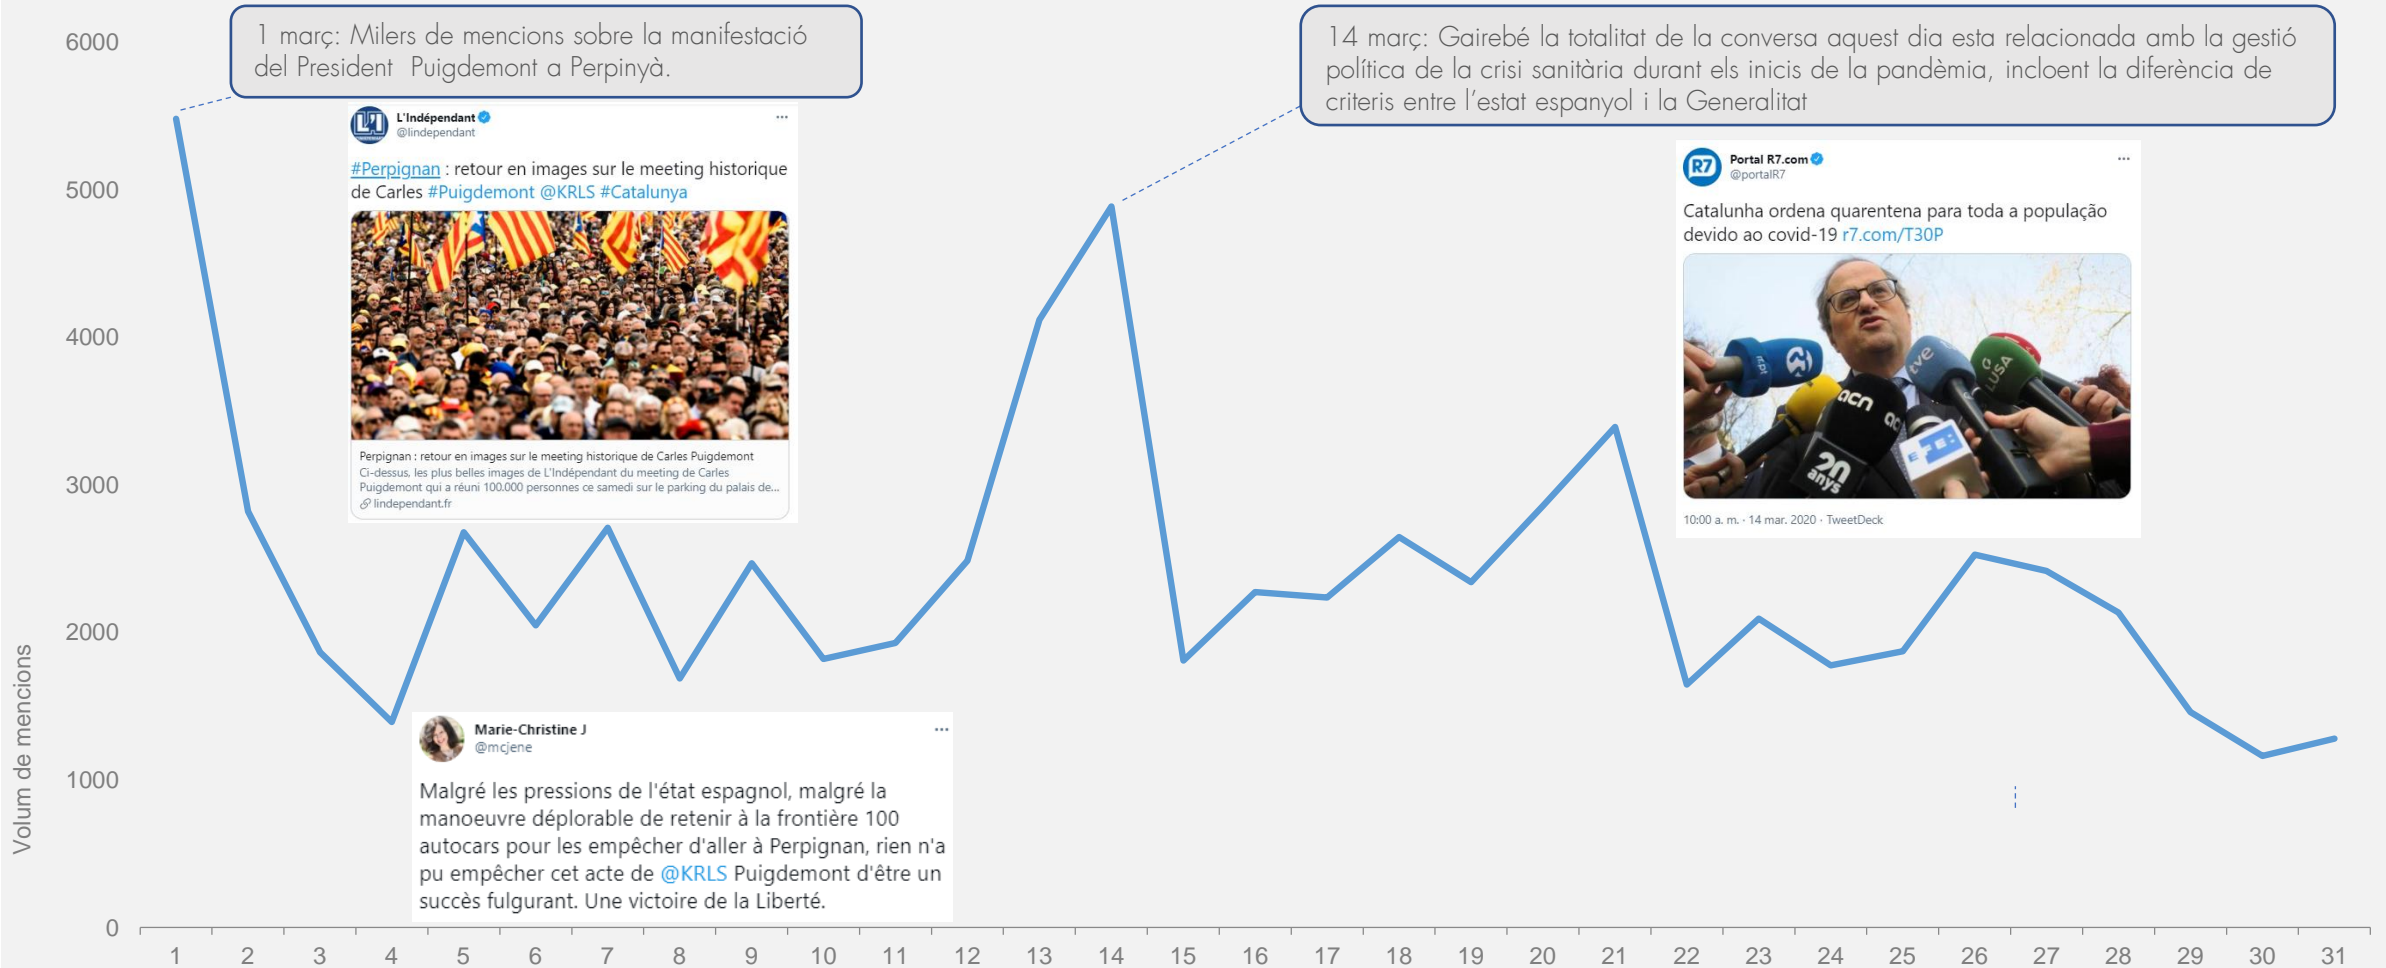 1 març: Milers de mencions sobre la manifestació
del President Puigdemont a Perpinyà.
14 març: Gairebé la totalitat de la conversa aquest dia esta relacionada amb la gestió
política de la crisi sanitària durant els inicis de la pandèmia, incloent la diferència de
criteris entre l'estat espanyol i la Generalitat
L'Indépendant
@lindependant
#Perpignan : retour en images sur le meeting historique
de Carles #Puigdemont @KRLS #Catalunya
Perpignan : retour en images sur le meeting historique de Carles Puigdemont
Ci-dessus, les plus belles images de L'Indépendant du meeting de Carles
Puigdemont qui a réuni 100.000 personnes ce samedi sur le parking du palais de...
lindependant.fr
R7
Portal R7.com
@portalR7
Catalunha ordena quarentena para toda a população
devido ao covid-19 r7.com/T30P
rr.pt
tve
LUSA
acn
ac
20
anys
EFE
10:00 a. m. · 14 mar. 2020 · TweetDeck
Marie-Christine J
@mcjene
Malgré les pressions de l'état espagnol, malgré la
manoeuvre déplorable de retenir à la frontière 100
autocars pour les empêcher d'aller à Perpignan, rien n'a
pu empêcher cet acte de @KRLS Puigdemont d'être un
succès fulgurant. Une victoire de la Liberté.
Volum de mencions
6000
5000
4000
3000
2000
1000
0
1 2 3 4 5 6 7 8 9 10 11 12 13 14 15 16 17 18 19 20 21 22 23 24 25 26 27 28 29 30 31